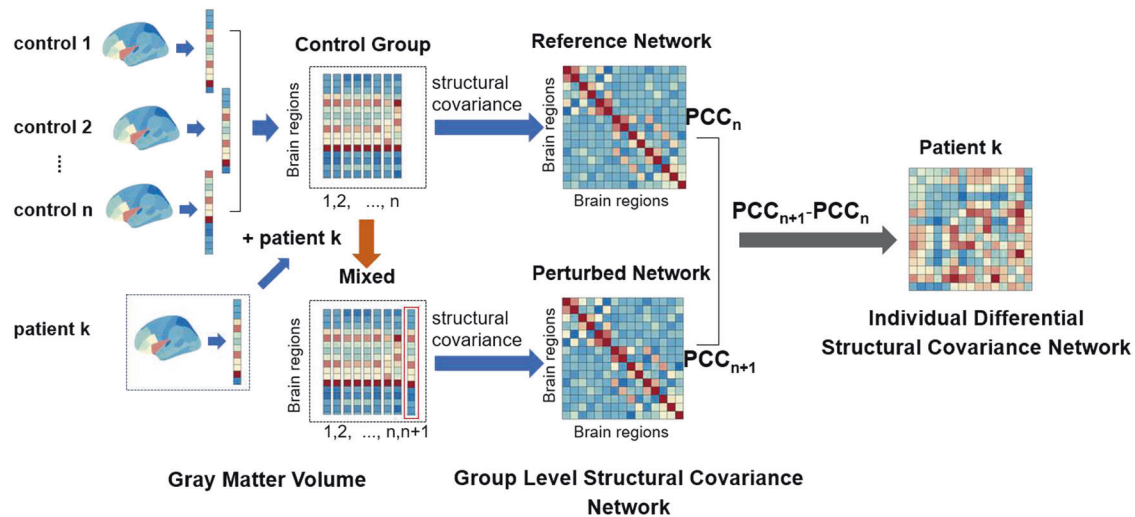 control 1
control 2
....
control n
patient k
+ patient k
Control Group
Brain regions
1,2, ..., n
Mixed
Brain regions
1,2, ..., n,n+1
Gray Matter Volume
structural
covariance
structural
covariance
Reference Network
Brain regions
Brain regions
PCCn
Perturbed Network
Brain regions
Brain regions
PCCn+1
Group Level Structural Covariance
Network
PCCn+1-PCCn
Patient k
Individual Differential
Structural Covariance Network